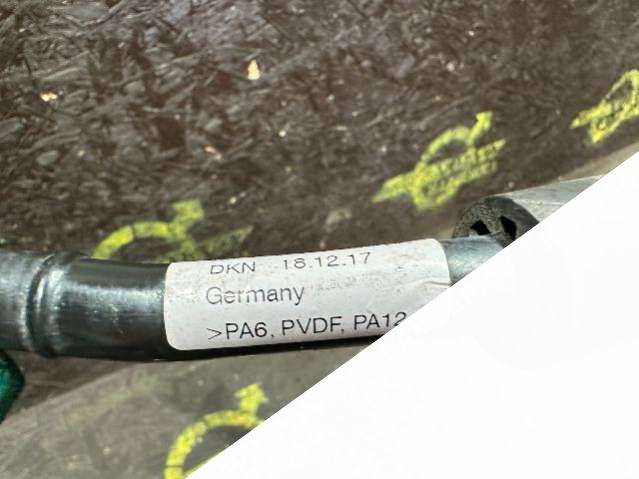 DKN 18.12.17
Germany
>PA6, PVDF, PA12